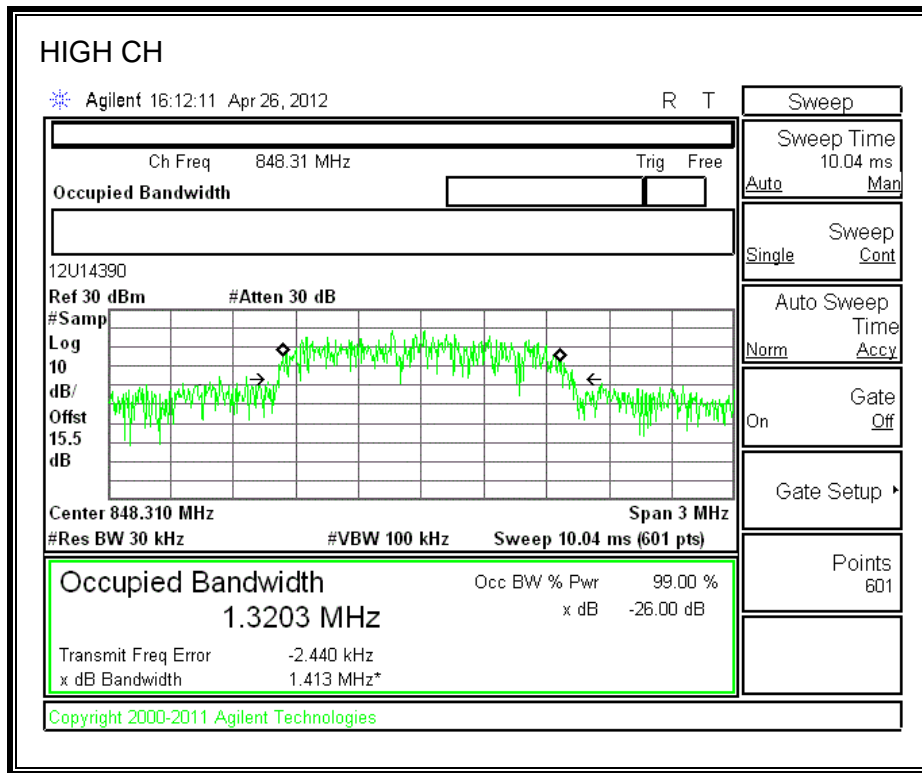 HIGH CH
Agilent 16:12:11 Apr 26, 2012 R T
Ch Freq 848.31 MHz Trig Free
Occupied Bandwidth
12U14390
Ref 30 dBm #Atten 30 dB
#Samp
Log
10
dB/
Offst
15.5
dB
Center 848.310 MHz Span 3 MHz
#Res BW 30 kHz #VBW 100 kHz Sweep 10.04 ms (601 pts)
Occupied Bandwidth Occ BW % Pwr 99.00 %
1.3203 MHz x dB -26.00 dB
Transmit Freq Error -2.440 kHz
x dB Bandwidth 1.413 MHz*
Copyright 2000-2011 Agilent Technologies
Sweep
Sweep Time
10.04 ms
Auto Man
Sweep
Single Cont
Auto Sweep
Time
Norm Accy
Gate
On Off
Gate Setup
Points
601